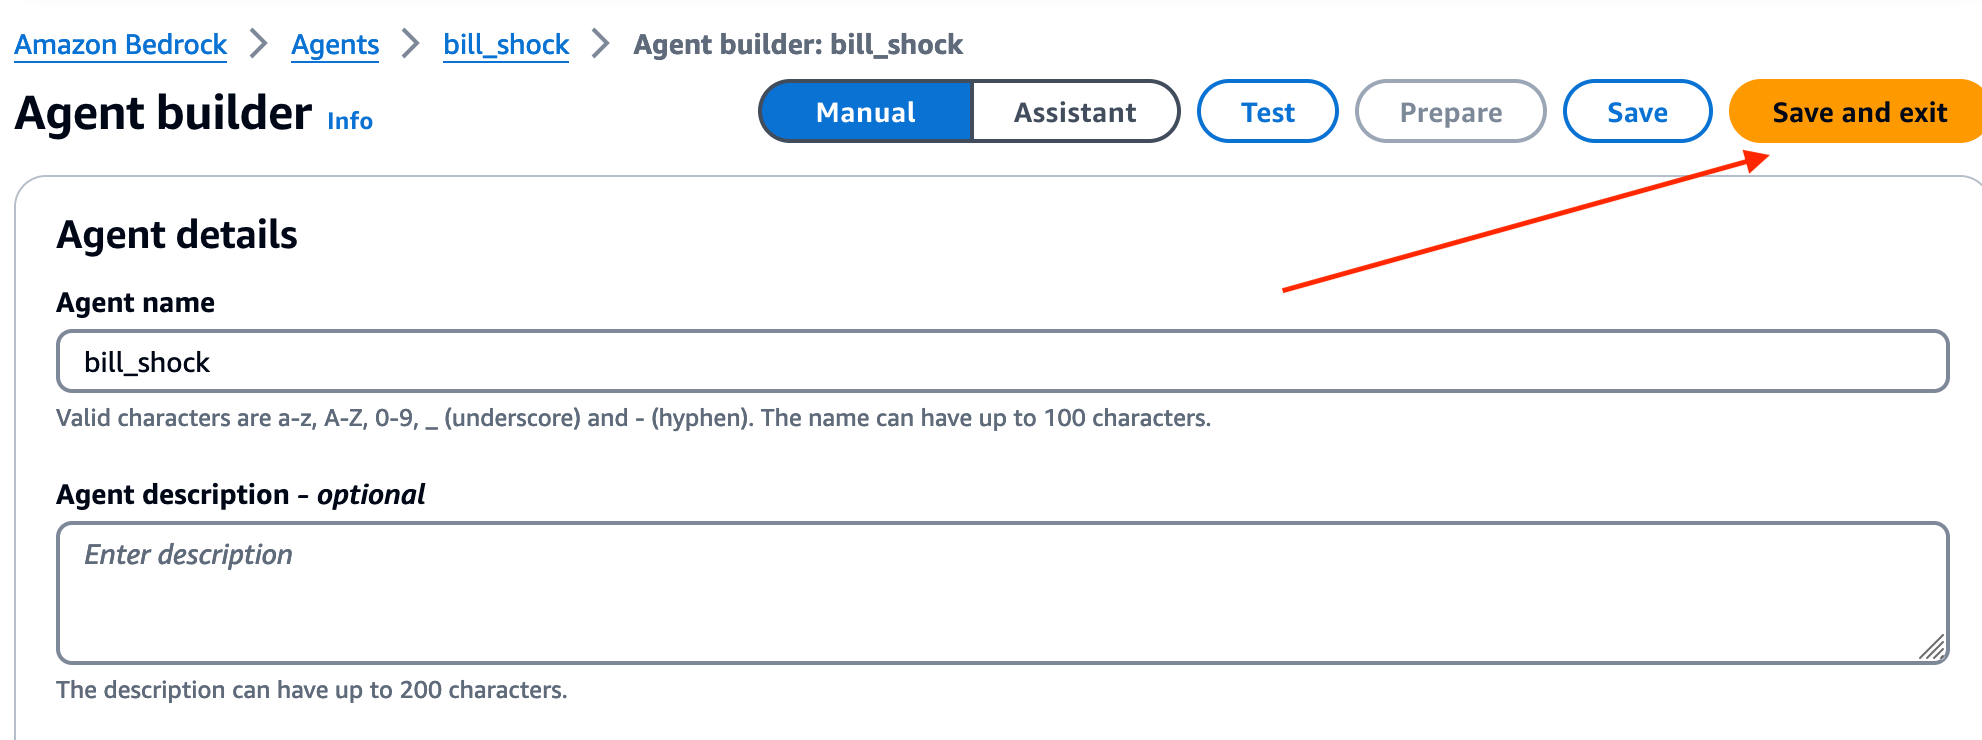 Amazon Bedrock > Agents > bill_shock > Agent builder: bill_shock
Agent builder Info Manual Assistant Test Prepare Save Save and exit
Agent details
Agent name
bill_shock
Valid characters are a-z, A-Z, 0-9, _ (underscore) and - (hyphen). The name can have up to 100 characters.
Agent description - optional
Enter description
The description can have up to 200 characters.